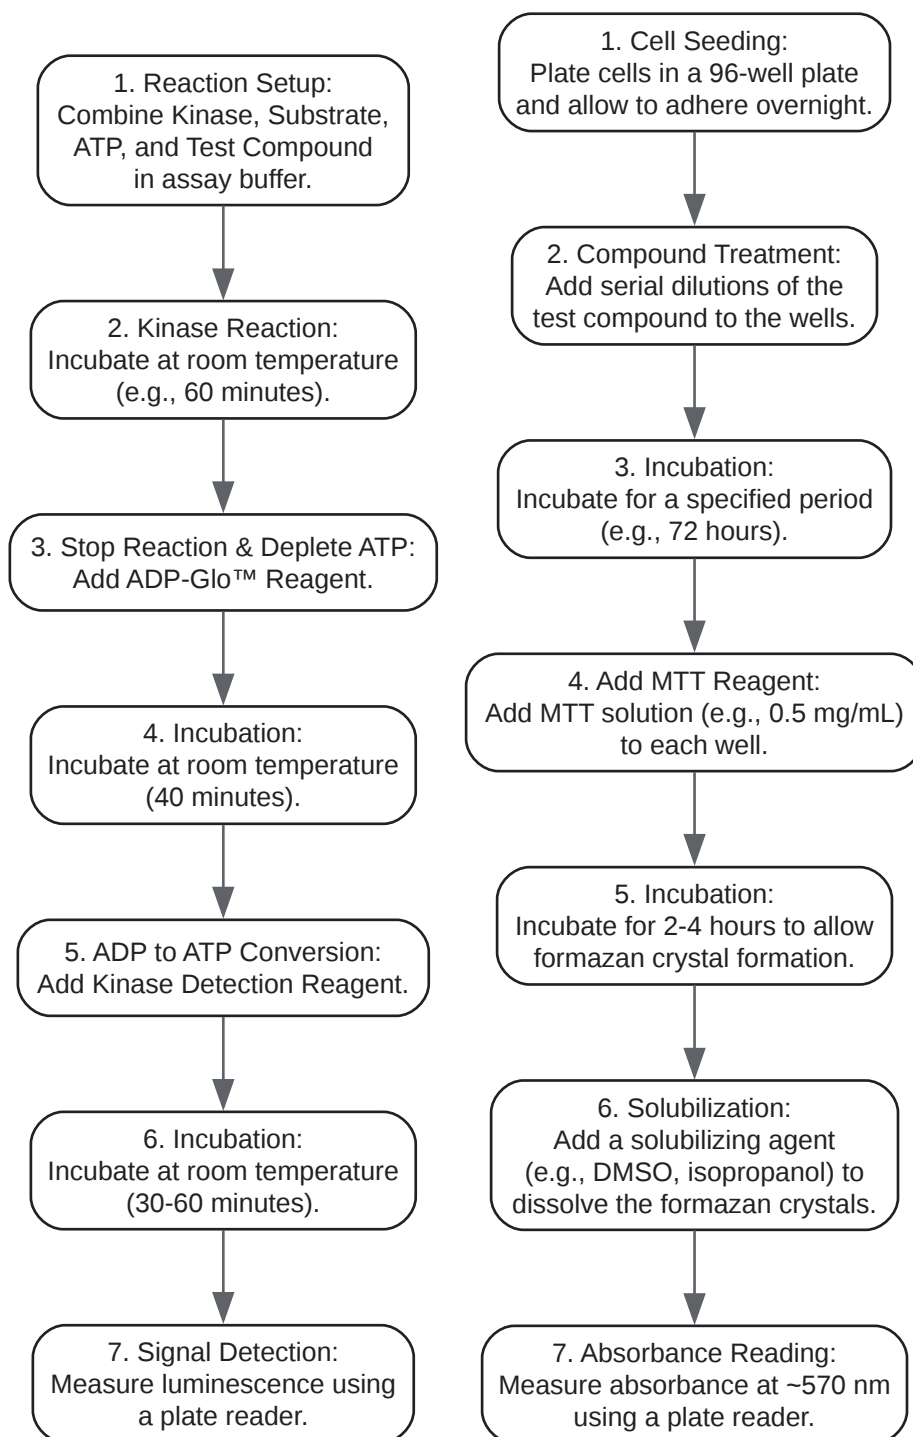 1. Reaction Setup:
Combine Kinase, Substrate,
ATP, and Test Compound
in assay buffer.
2. Kinase Reaction:
Incubate at room temperature
(e.g., 60 minutes).
3. Stop Reaction & Deplete ATP:
Add ADP-Glo™ Reagent.
4. Incubation:
Incubate at room temperature
(40 minutes).
5. ADP to ATP Conversion:
Add Kinase Detection Reagent.
6. Incubation:
Incubate at room temperature
(30-60 minutes).
7. Signal Detection:
Measure luminescence using
a plate reader.
1. Cell Seeding:
Plate cells in a 96-well plate
and allow to adhere overnight.
2. Compound Treatment:
Add serial dilutions of the
test compound to the wells.
3. Incubation:
Incubate for a specified period
(e.g., 72 hours).
4. Add MTT Reagent:
Add MTT solution (e.g., 0.5 mg/mL)
to each well.
5. Incubation:
Incubate for 2-4 hours to allow
formazan crystal formation.
6. Solubilization:
Add a solubilizing agent
(e.g., DMSO, isopropanol) to
dissolve the formazan crystals.
7. Absorbance Reading:
Measure absorbance at ~570 nm
using a plate reader.